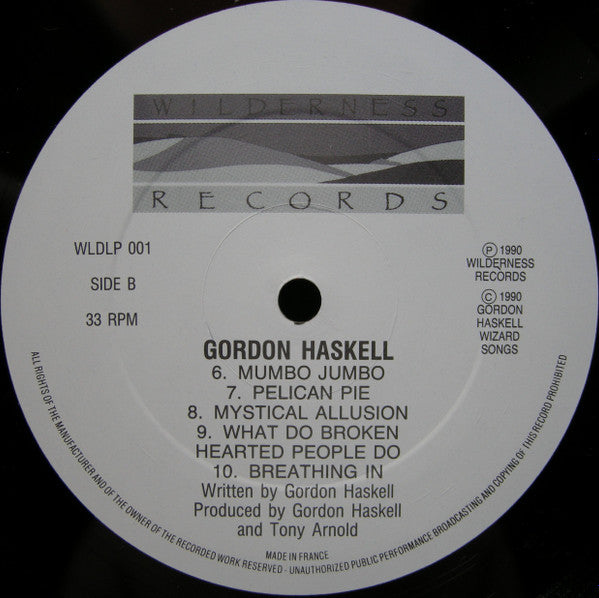 WILDERNESS
RECORDS
WLDLP 001
SIDE B
33 RPM
℗ 1990
WILDERNESS
RECORDS
© 1990
GORDON
HASKELL
WIZARD
SONGS
GORDON HASKELL
6. MUMBO JUMBO
7. PELICAN PIE
8. MYSTICAL ALLUSION
9. WHAT DO BROKEN
HEARTED PEOPLE DO
10. BREATHING IN
Written by Gordon Haskell
Produced by Gordon Haskell
and Tony Arnold
MADE IN FRANCE
ALL RIGHTS OF THE MANUFACTURER AND OF THE OWNER OF THE RECORDED WORK RESERVED - UNAUTHORIZED PUBLIC PERFORMANCE BROADCASTING AND COPYING OF THIS RECORD PROHIBITED